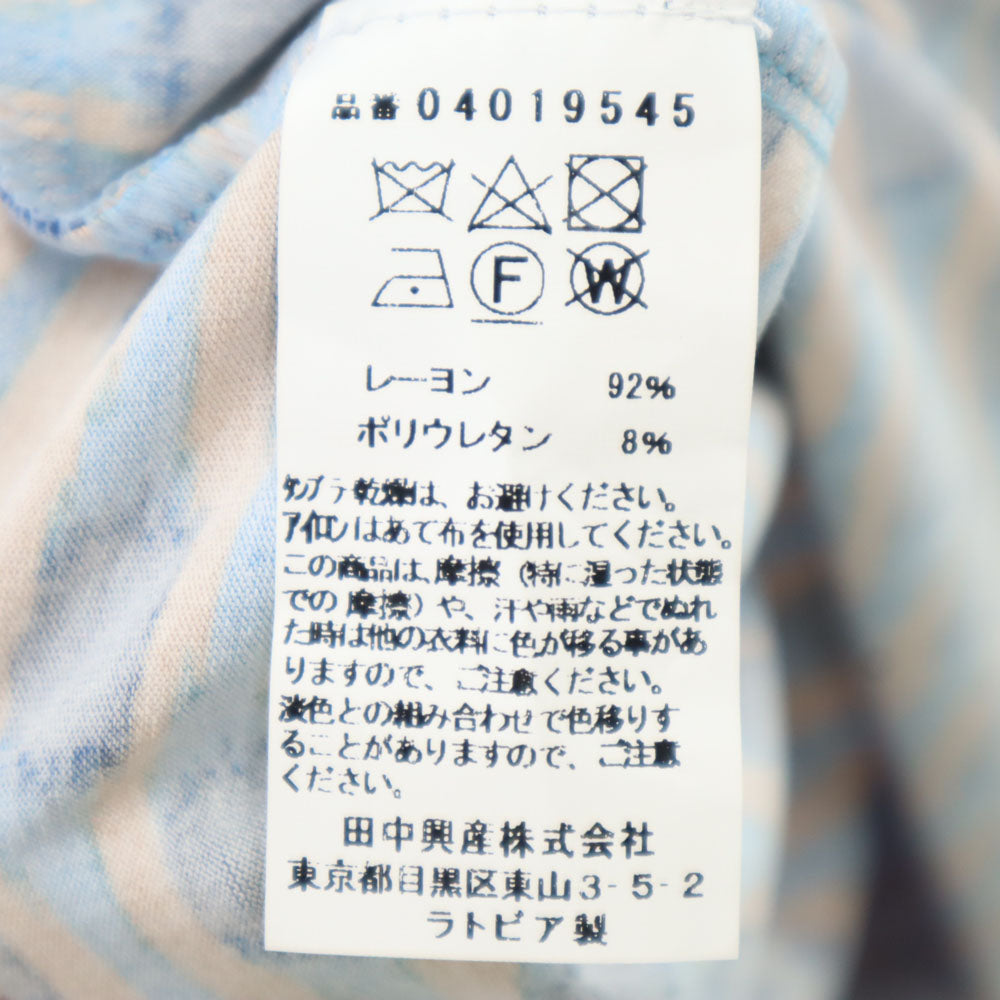 品番 04019545
F
W
レーヨン 92%
ポリウレタン 8%
タンブラ乾燥は、お避けください。
アイロンはあて布を使用してください。
この商品は、摩擦（特に湿った状態
での摩擦）や、汗や雨などでぬれ
た時は他の衣料に色が移る事があ
りますので、ご注意ください。
淡色との組み合わせで色移りす
ることがありますので、ご注意
ください。
田中興産株式会社
東京都目黒区東山3-5-2
ラトビア製